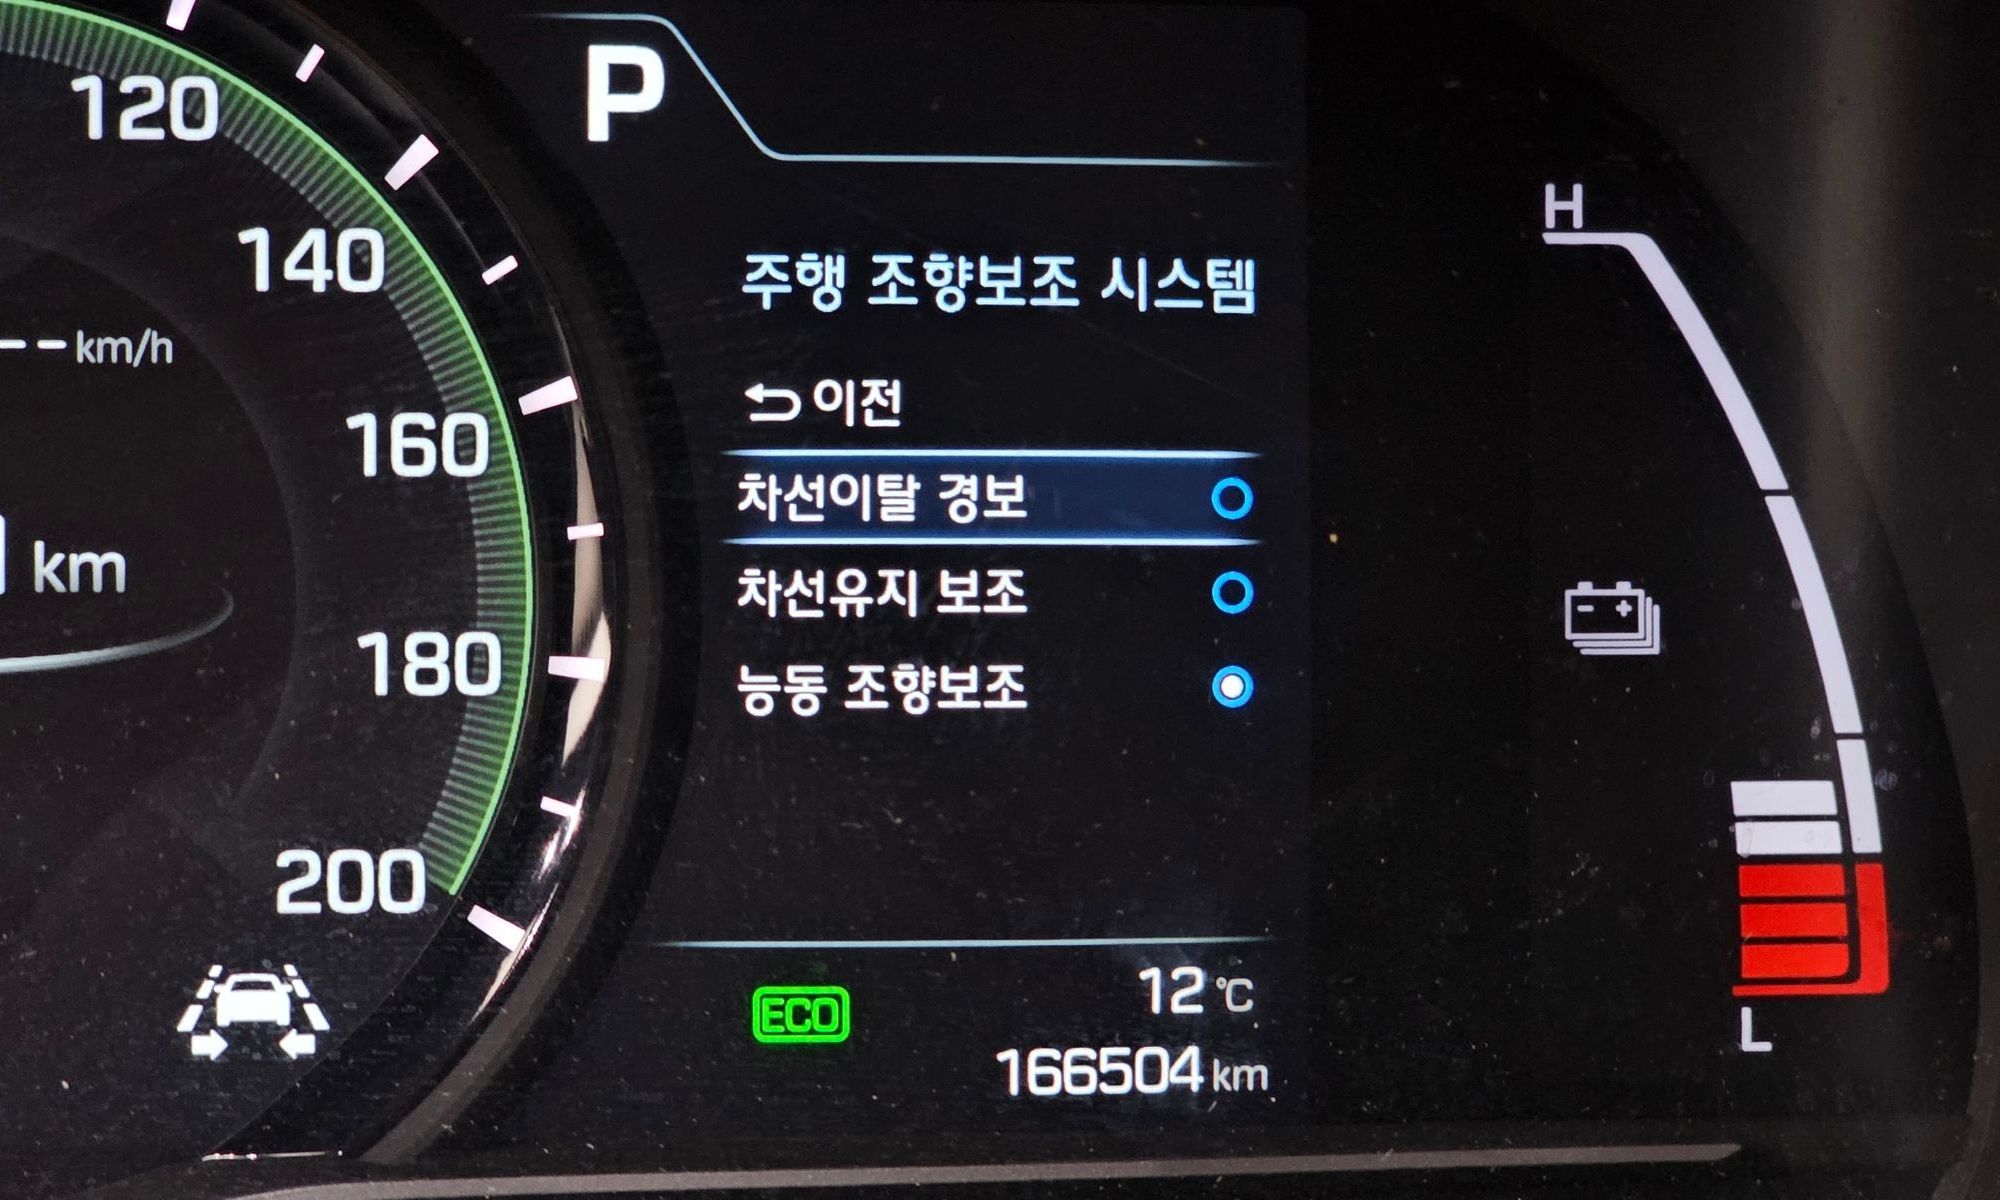 P
120
140
km/h
160
km
180
200
주행 조향보조 시스템
이전
차선이탈 경보
차선유지 보조
능동 조향보조
ECO
12 °C
166504 km
H
L